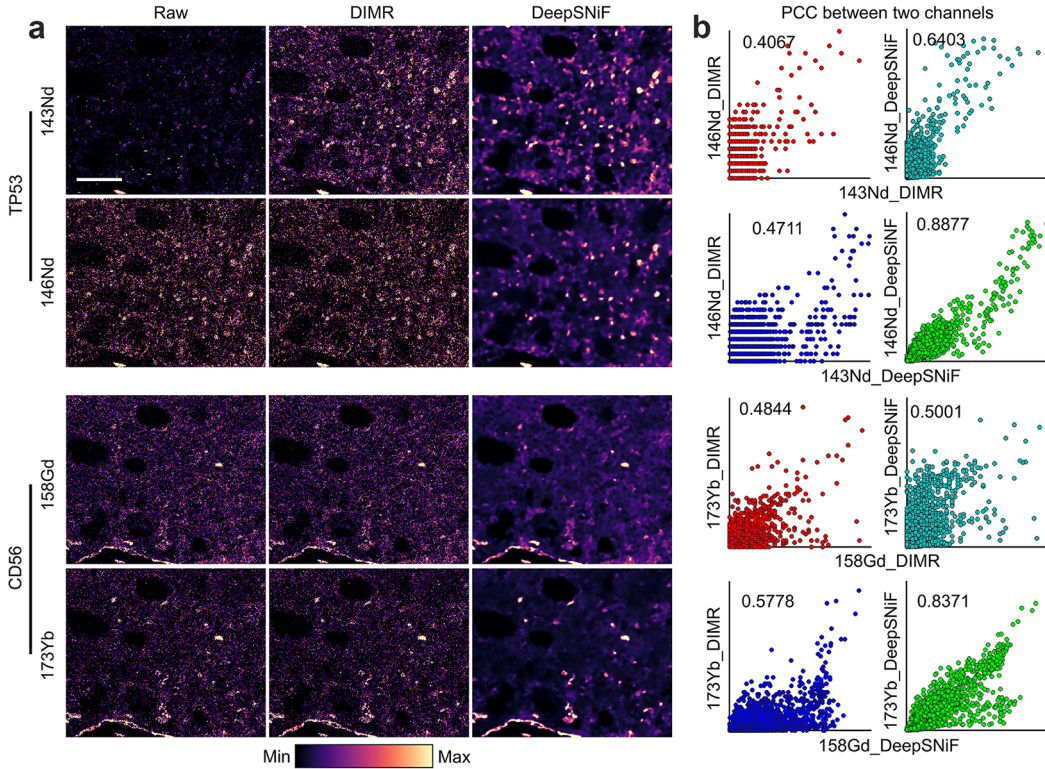 a
Raw
DIMR
DeepSNiF
TP53
143Nd
146Nd
CD56
158Gd
173Yb
Min
Max
b
PCC between two channels
0.4067
146Nd_DIMR
0.6403
146Nd_DeepSNiF
143Nd_DIMR
0.4711
146Nd_DIMR
0.8877
146Nd_DeepSiNF
143Nd_DeepSNiF
0.4844
173Yb_DIMR
0.5001
173Yb_DeepSNiF
158Gd_DIMR
0.5778
173Yb_DIMR
0.8371
173Yb_DeepSNiF
158Gd_DeepSNiF